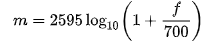 m = 2595 log₁₀(1 + f/700)